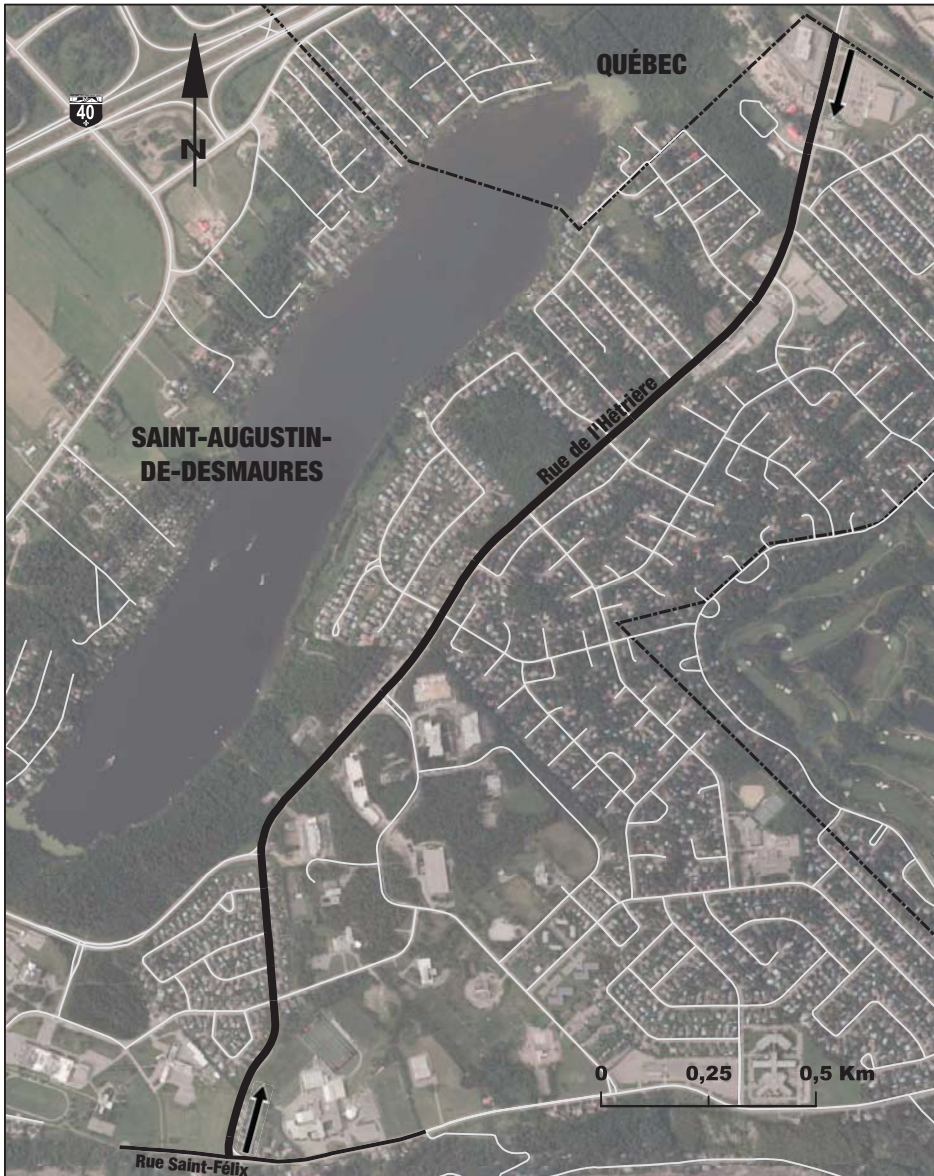 QUÉBEC
40
N
Rue de l'Hêtrière
SAINT-AUGUSTIN-
DE-DESMAURES
0 0,25 0,5 Km
Rue Saint-Félix